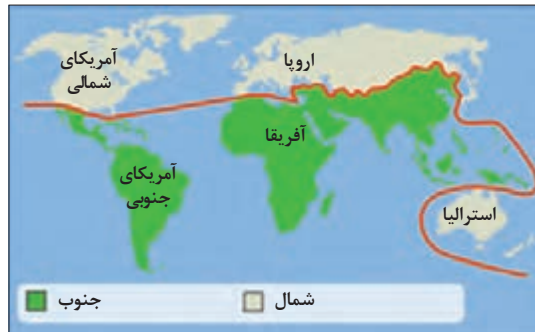 آمریکای
شمالی
اروپا
آفریقا
آمریکای
جنوبی
استرالیا
شمال
جنوب